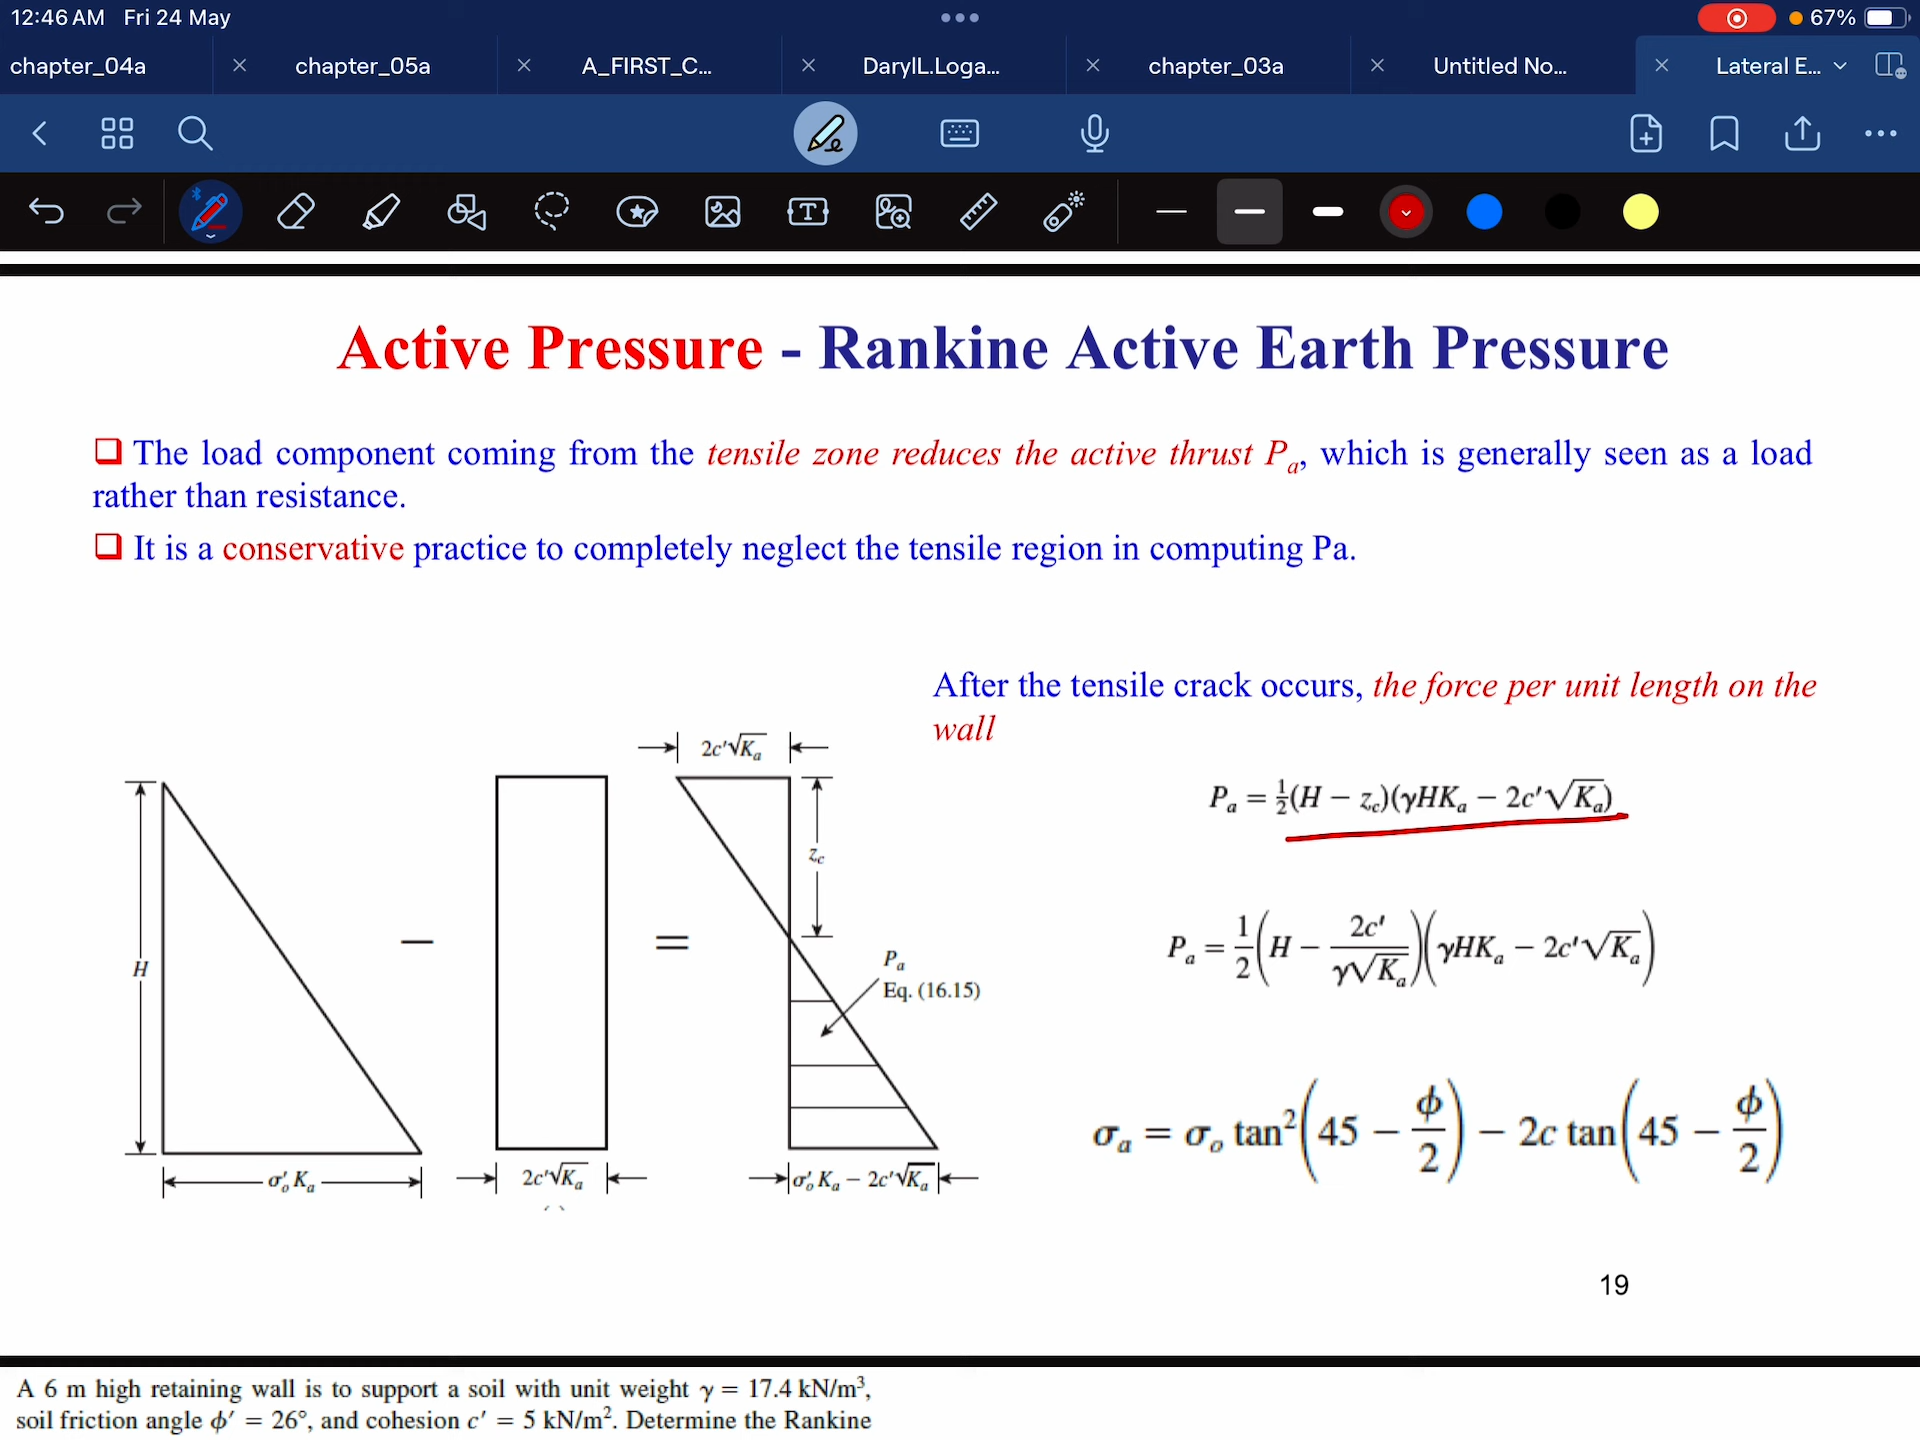 12:46 AM Fri 24 May
67%
chapter_04a
chapter_05a
A_FIRST_C...
DarylL.Loga...
chapter_03a
Untitled No...
Lateral E...
Active Pressure - Rankine Active Earth Pressure
❑ The load component coming from the tensile zone reduces the active thrust Pₐ, which is generally seen as a load
rather than resistance.
❑ It is a conservative practice to completely neglect the tensile region in computing Pa.
After the tensile crack occurs, the force per unit length on the
wall
2c′√Kₐ
z_c
H
−
=
Pₐ
Eq. (16.15)
σ′ₒ Kₐ
2c′√Kₐ
σ′ₒ Kₐ − 2c′√Kₐ
Pₐ = ½(H − z_c)(γHKₐ − 2c′√Kₐ)
Pₐ = 1/2 (H − 2c′/(γ√Kₐ))(γHKₐ − 2c′√Kₐ)
σₐ = σₒ tan²(45 − ϕ/2) − 2c tan(45 − ϕ/2)
19
A 6 m high retaining wall is to support a soil with unit weight γ = 17.4 kN/m³,
soil friction angle ϕ′ = 26°, and cohesion c′ = 5 kN/m². Determine the Rankine